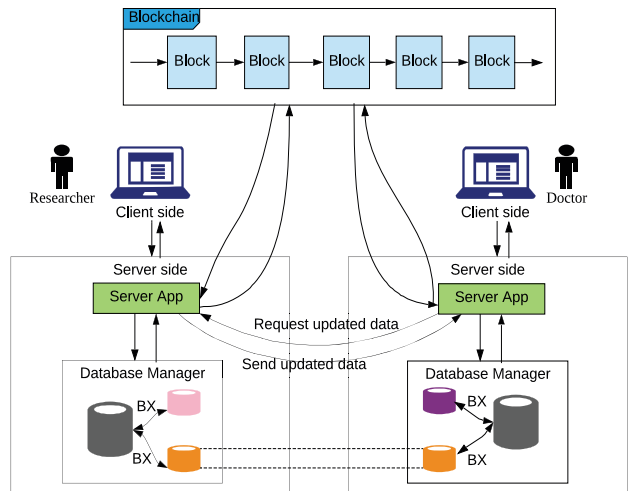 Blockchain
Block
Block
Block
Block
Block
Researcher
Client side
Client side
Doctor
Server side
Server App
Server side
Server App
Request updated data
Send updated data
Database Manager
BX
BX
Database Manager
BX
BX